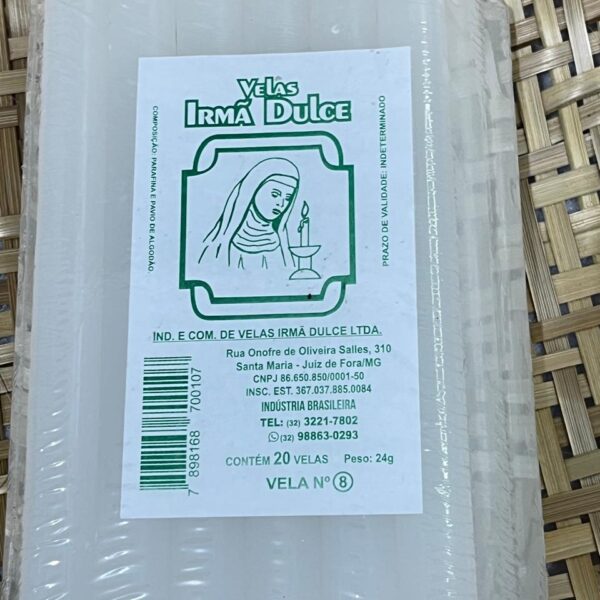 VELAS
IRMÃ DULCE
COMPOSIÇÃO: PARAFINA E PAVIO DE ALGODÃO.
PRAZO DE VALIDADE: INDETERMINADO
IND. E COM. DE VELAS IRMÃ DULCE LTDA.
Rua Onofre de Oliveira Salles, 310
Santa Maria - Juiz de Fora/MG
CNPJ 86.650.850/0001-50
INSC. EST. 367.037.885.0084
INDÚSTRIA BRASILEIRA
TEL: (32) 3221-7802
(32) 98863-0293
CONTÉM 20 VELAS Peso: 24g
VELA Nº 8
7 898168 700107